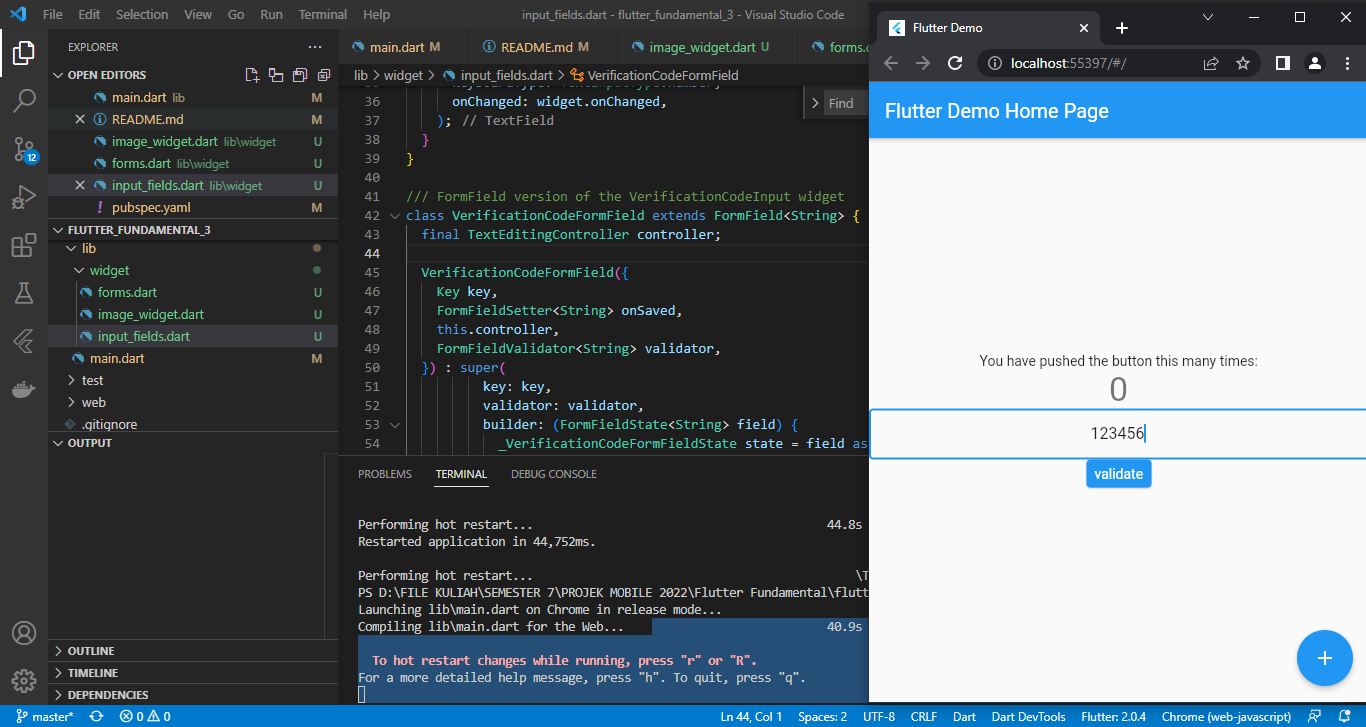 File Edit Selection View Go Run Terminal Help
input_fields.dart - flutter_fundamental_3 - Visual Studio Code
EXPLORER
OPEN EDITORS
main.dart lib M
README.md M
image_widget.dart lib\widget U
forms.dart lib\widget U
input_fields.dart lib\widget U
! pubspec.yaml M
FLUTTER_FUNDAMENTAL_3
lib
widget
forms.dart U
image_widget.dart U
input_fields.dart U
main.dart M
test
web
.gitignore
OUTPUT
OUTLINE
TIMELINE
DEPENDENCIES
12
main.dart M
README.md M
image_widget.dart U
forms.
lib > widget > input_fields.dart > VerificationCodeFormField
Find
36 onChanged: widget.onChanged,
37 ); // TextField
38 }
39 }
40
41 /// FormField version of the VerificationCodeInput widget
42 class VerificationCodeFormField extends FormField<String> {
43 final TextEditingController controller;
44
45 VerificationCodeFormField({
46 Key key,
47 FormFieldSetter<String> onSaved,
48 this.controller,
49 FormFieldValidator<String> validator,
50 }) : super(
51 key: key,
52 validator: validator,
53 builder: (FormFieldState<String> field) {
54 _VerificationCodeFormFieldState state = field as
PROBLEMS TERMINAL DEBUG CONSOLE
Performing hot restart... 44.8s
Restarted application in 44,752ms.
Performing hot restart... \T
PS D:\FILE KULIAH\SEMESTER 7\PROJEK MOBILE 2022\Flutter Fundamental\flutt
Launching lib\main.dart on Chrome in release mode...
Compiling lib\main.dart for the Web... 40.9s
To hot restart changes while running, press "r" or "R".
For a more detailed help message, press "h". To quit, press "q".
master* 0 0
Ln 44, Col 1 Spaces: 2 UTF-8 CRLF Dart Dart DevTools Flutter: 2.0.4 Chrome (web-javascript)
Flutter Demo
localhost:55397/#/
Flutter Demo Home Page
You have pushed the button this many times:
0
123456
validate
+